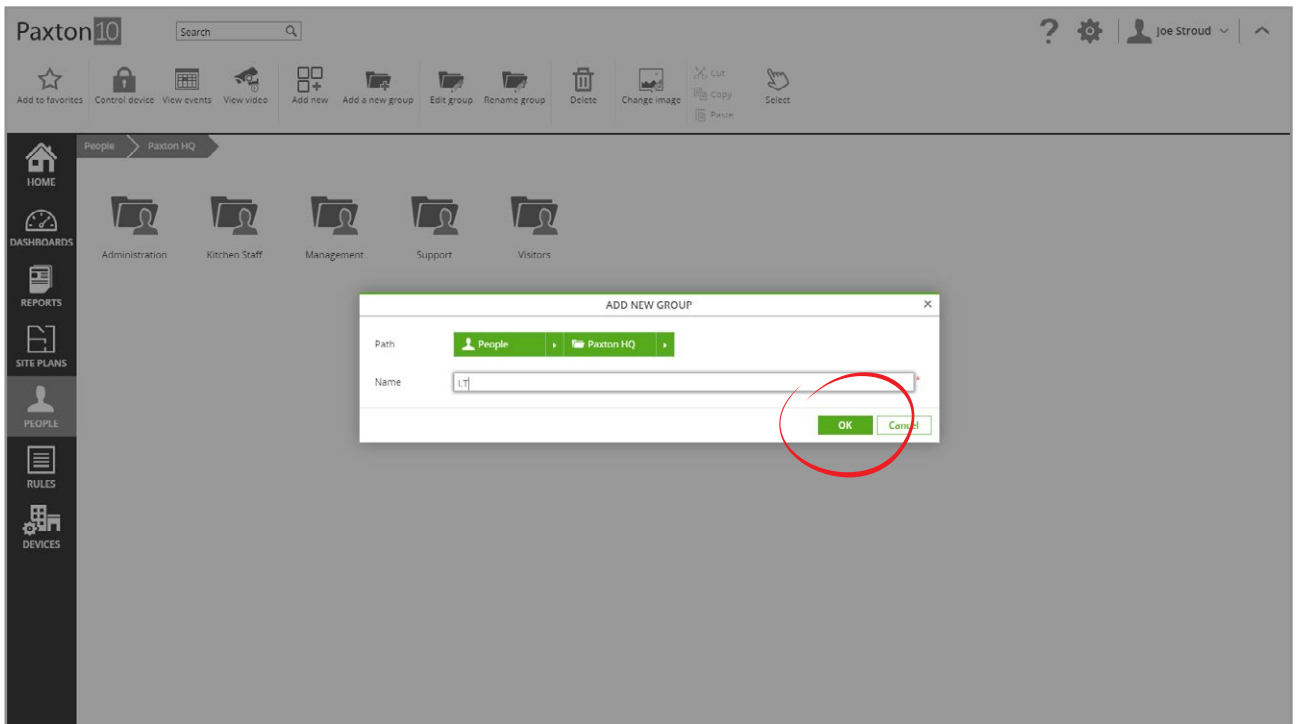 Paxton10
Search
Joe Stroud
Add to favorites
Control device
View events
View video
Add new
Add a new group
Edit group
Rename group
Delete
Change image
Cut
Copy
Paste
Select
HOME
DASHBOARDS
REPORTS
SITE PLANS
PEOPLE
RULES
DEVICES
People
Paxton HQ
Administration
Kitchen Staff
Management
Support
Visitors
ADD NEW GROUP
Path
People
Paxton HQ
Name
I.T
*
OK
Cancel